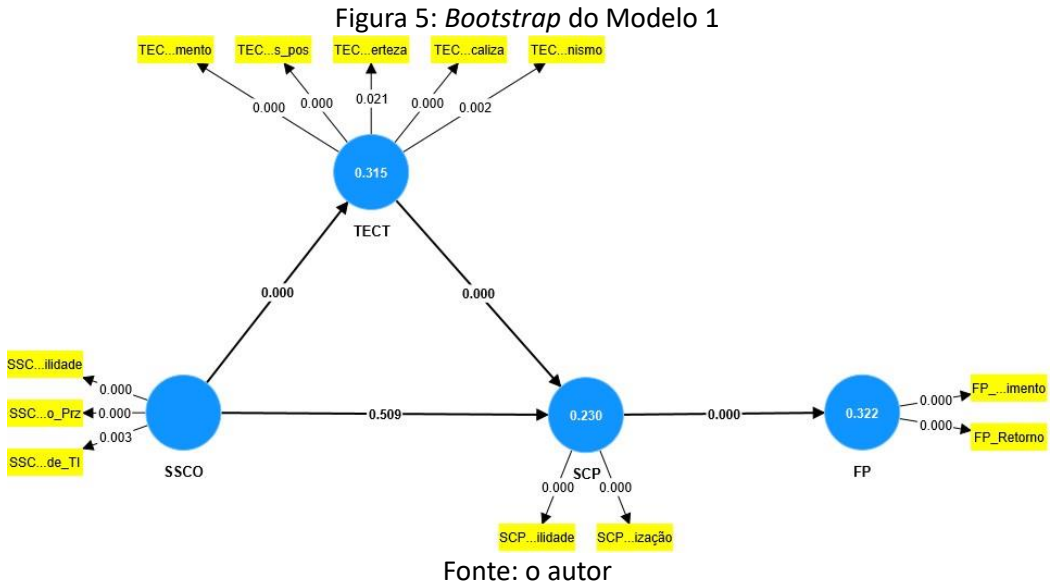 Figura 5: Bootstrap do Modelo 1
TEC...mento TEC...s_pos TEC...erteza TEC...caliza TEC...nismo
0.000 0.000 0.021 0.000 0.002
0.315
TECT
0.000 0.000
SSC...ilidade
0.000
SSC...o_Prz 0.000
0.003
SSC...de_TI
SSCO
0.509
0.230
SCP
0.000
0.322
FP
0.000 FP_...imento
0.000 FP_Retorno
0.000 0.000
SCP...ilidade SCP...ização
Fonte: o autor